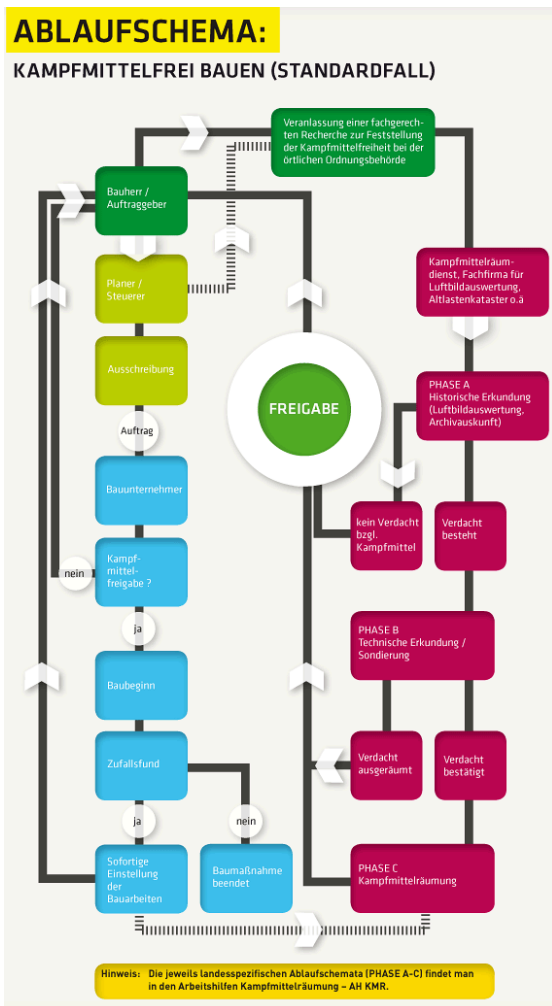 ABLAUFSCHEMA:
KAMPFMITTELFREI BAUEN (STANDARDFALL)
Veranlassung einer fachgerech-
ten Recherche zur Feststellung
der Kampfmittelfreiheit bei der
örtlichen Ordnungsbehörde
Bauherr /
Auftraggeber
Planer /
Steuerer
Ausschreibung
Auftrag
Bauunternehmer
Kampf-
mittel-
freigabe ?
nein
ja
Baubeginn
Zufallsfund
ja
nein
Sofortige
Einstellung
der
Bauarbeiten
Baumaßnahme
beendet
FREIGABE
Kampfmittelräum-
dienst, Fachfirma für
Luftbildauswertung,
Altlastenkataster o.ä
PHASE A
Historische Erkundung
(Luftbildauswertung,
Archivauskunft)
kein Verdacht
bzgl.
Kampfmittel
Verdacht
besteht
PHASE B
Technische Erkundung /
Sondierung
Verdacht
ausgeräumt
Verdacht
bestätigt
PHASE C
Kampfmittelräumung
Hinweis: Die jeweils landesspezifischen Ablaufschemata (PHASE A-C) findet man
in den Arbeitshilfen Kampfmittelräumung – AH KMR.